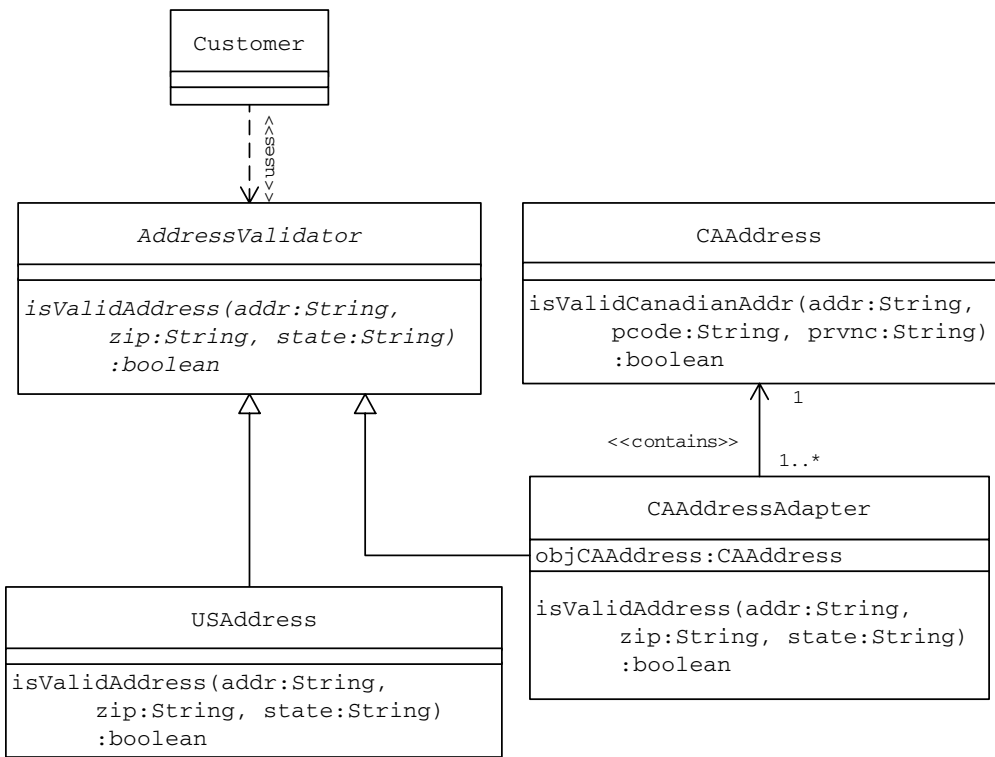 Customer
<<uses>>
AddressValidator
isValidAddress(addr:String,
zip:String, state:String)
:boolean
CAAddress
isValidCanadianAddr(addr:String,
pcode:String, prvnc:String)
:boolean
1
<<contains>>
1..*
CAAddressAdapter
objCAAddress:CAAddress
isValidAddress(addr:String,
zip:String, state:String)
:boolean
USAddress
isValidAddress(addr:String,
zip:String, state:String)
:boolean